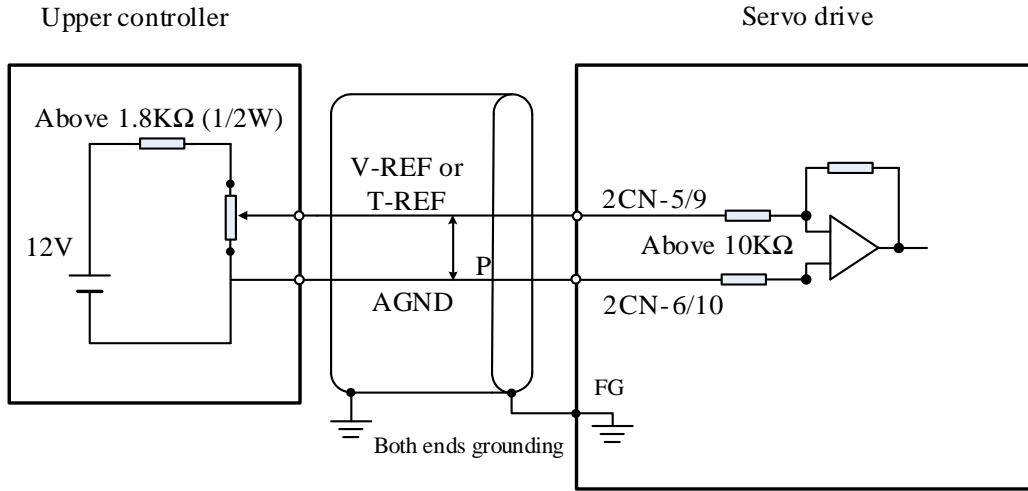 Upper controller
Servo drive
Above 1.8KΩ (1/2W)
V-REF or
T-REF
2CN-5/9
12V
Above 10KΩ
P
AGND
2CN-6/10
FG
Both ends grounding